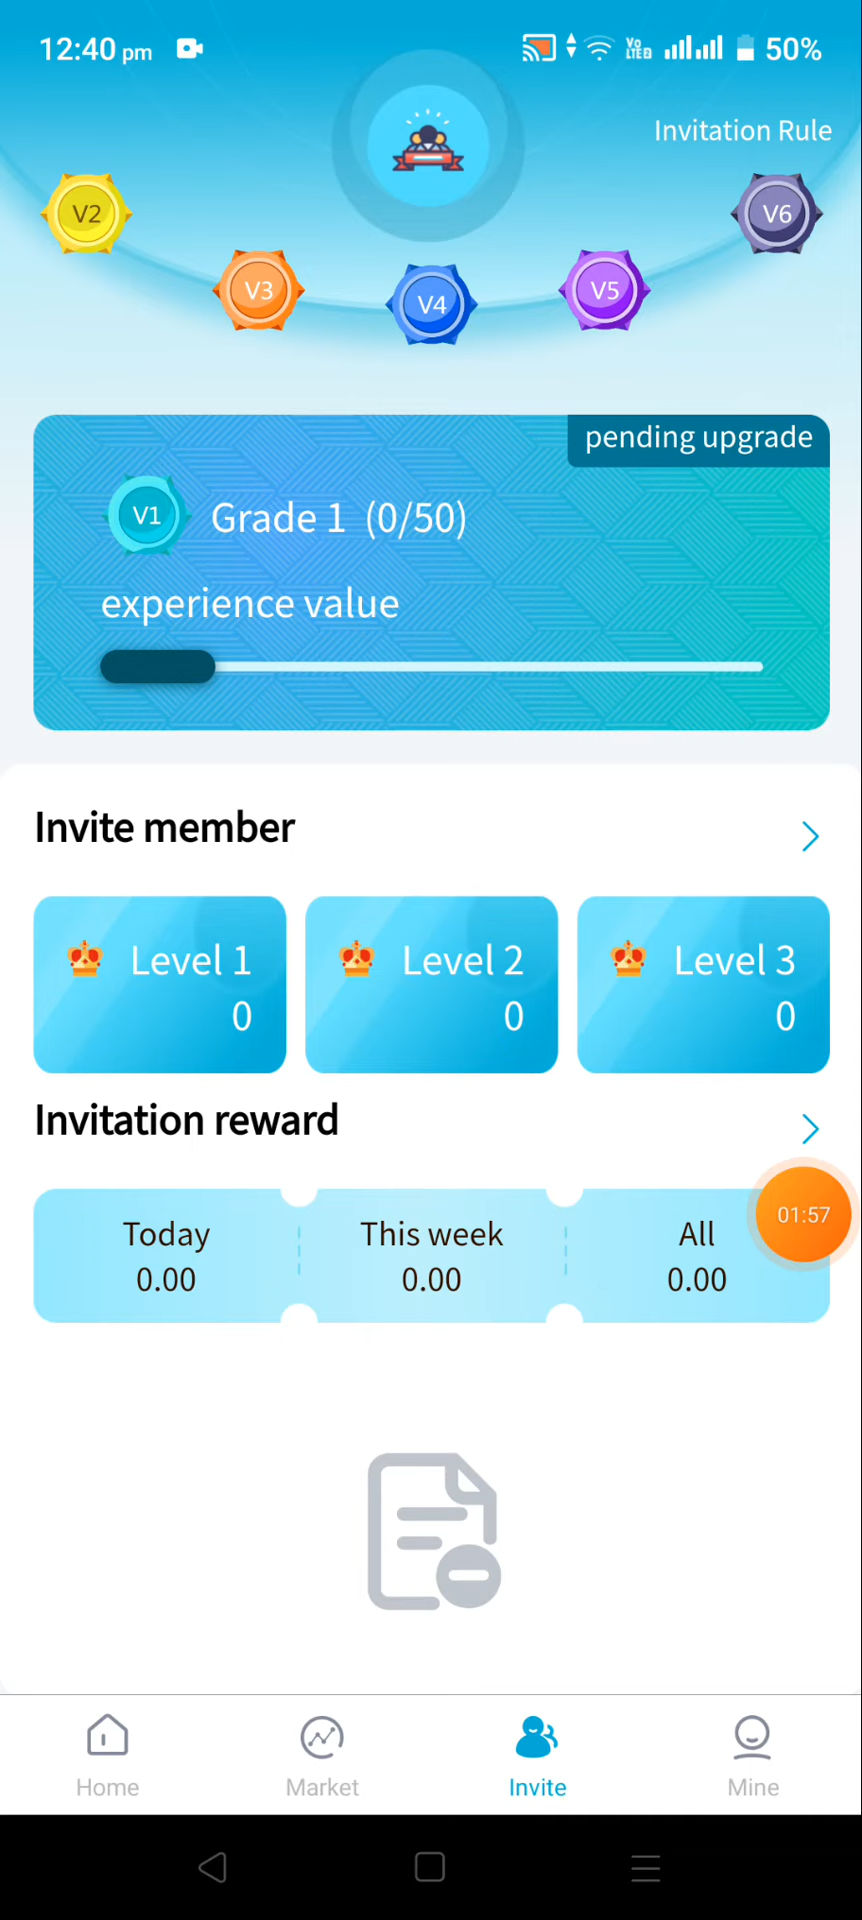 12:40 pm
Vo
LTE2
50%
Invitation Rule
V2
V6
V3
V5
V4
pending upgrade
V1
Grade 1 (0/50)
experience value
Invite member
Level 1
0
Level 2
0
Level 3
0
Invitation reward
01:57
Today
This week
All
0.00
0.00
0.00
Home
Market
Invite
Mine